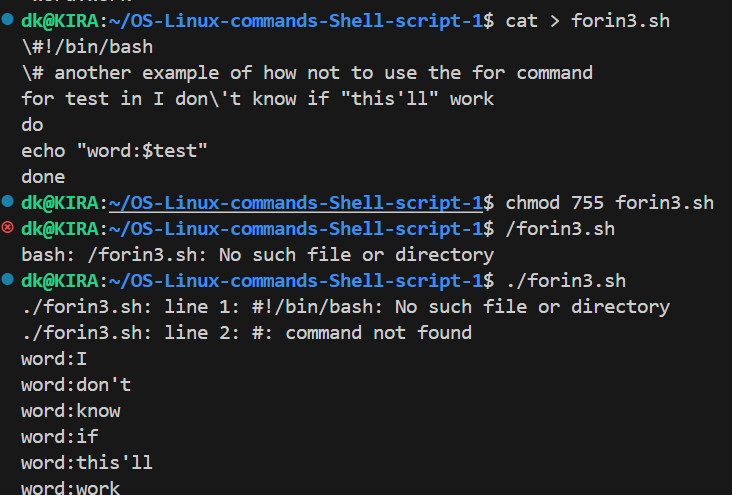 dk@KIRA:~/OS-Linux-commands-Shell-script-1$ cat > forin3.sh
\#!/bin/bash
\# another example of how not to use the for command
for test in I don\'t know if "this'll" work
do
echo "word:$test"
done
dk@KIRA:~/OS-Linux-commands-Shell-script-1$ chmod 755 forin3.sh
dk@KIRA:~/OS-Linux-commands-Shell-script-1$ /forin3.sh
bash: /forin3.sh: No such file or directory
dk@KIRA:~/OS-Linux-commands-Shell-script-1$ ./forin3.sh
./forin3.sh: line 1: #!/bin/bash: No such file or directory
./forin3.sh: line 2: #: command not found
word:I
word:don't
word:know
word:if
word:this'll
word:work